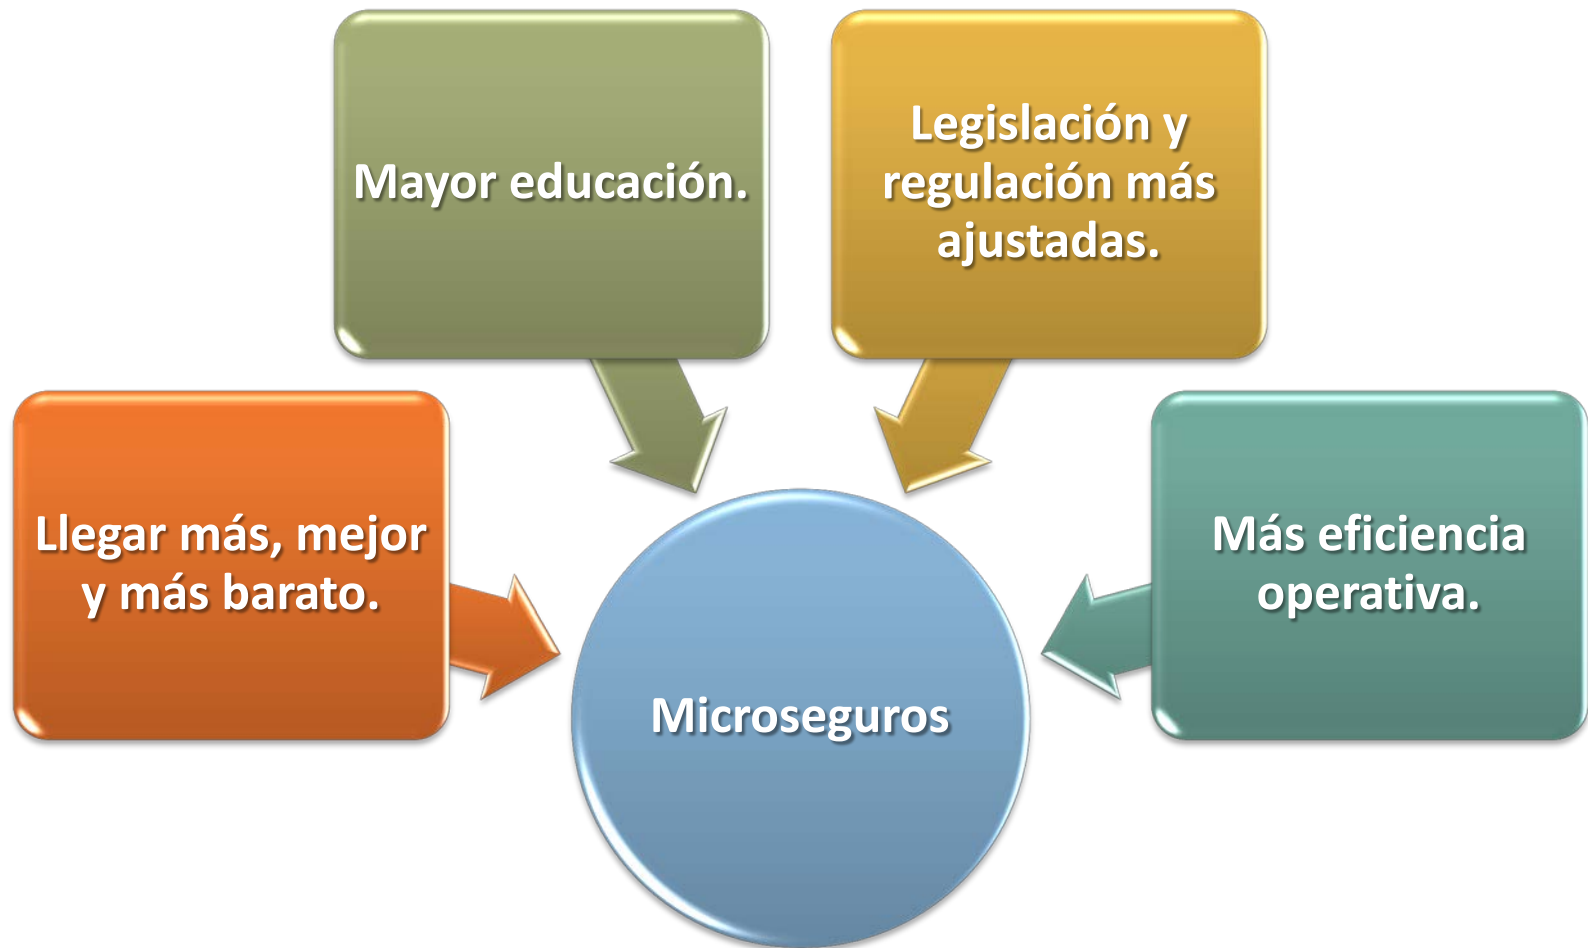 Mayor educación.
Legislación y
regulación más
ajustadas.
Llegar más, mejor
y más barato.
Más eficiencia
operativa.
Microseguros